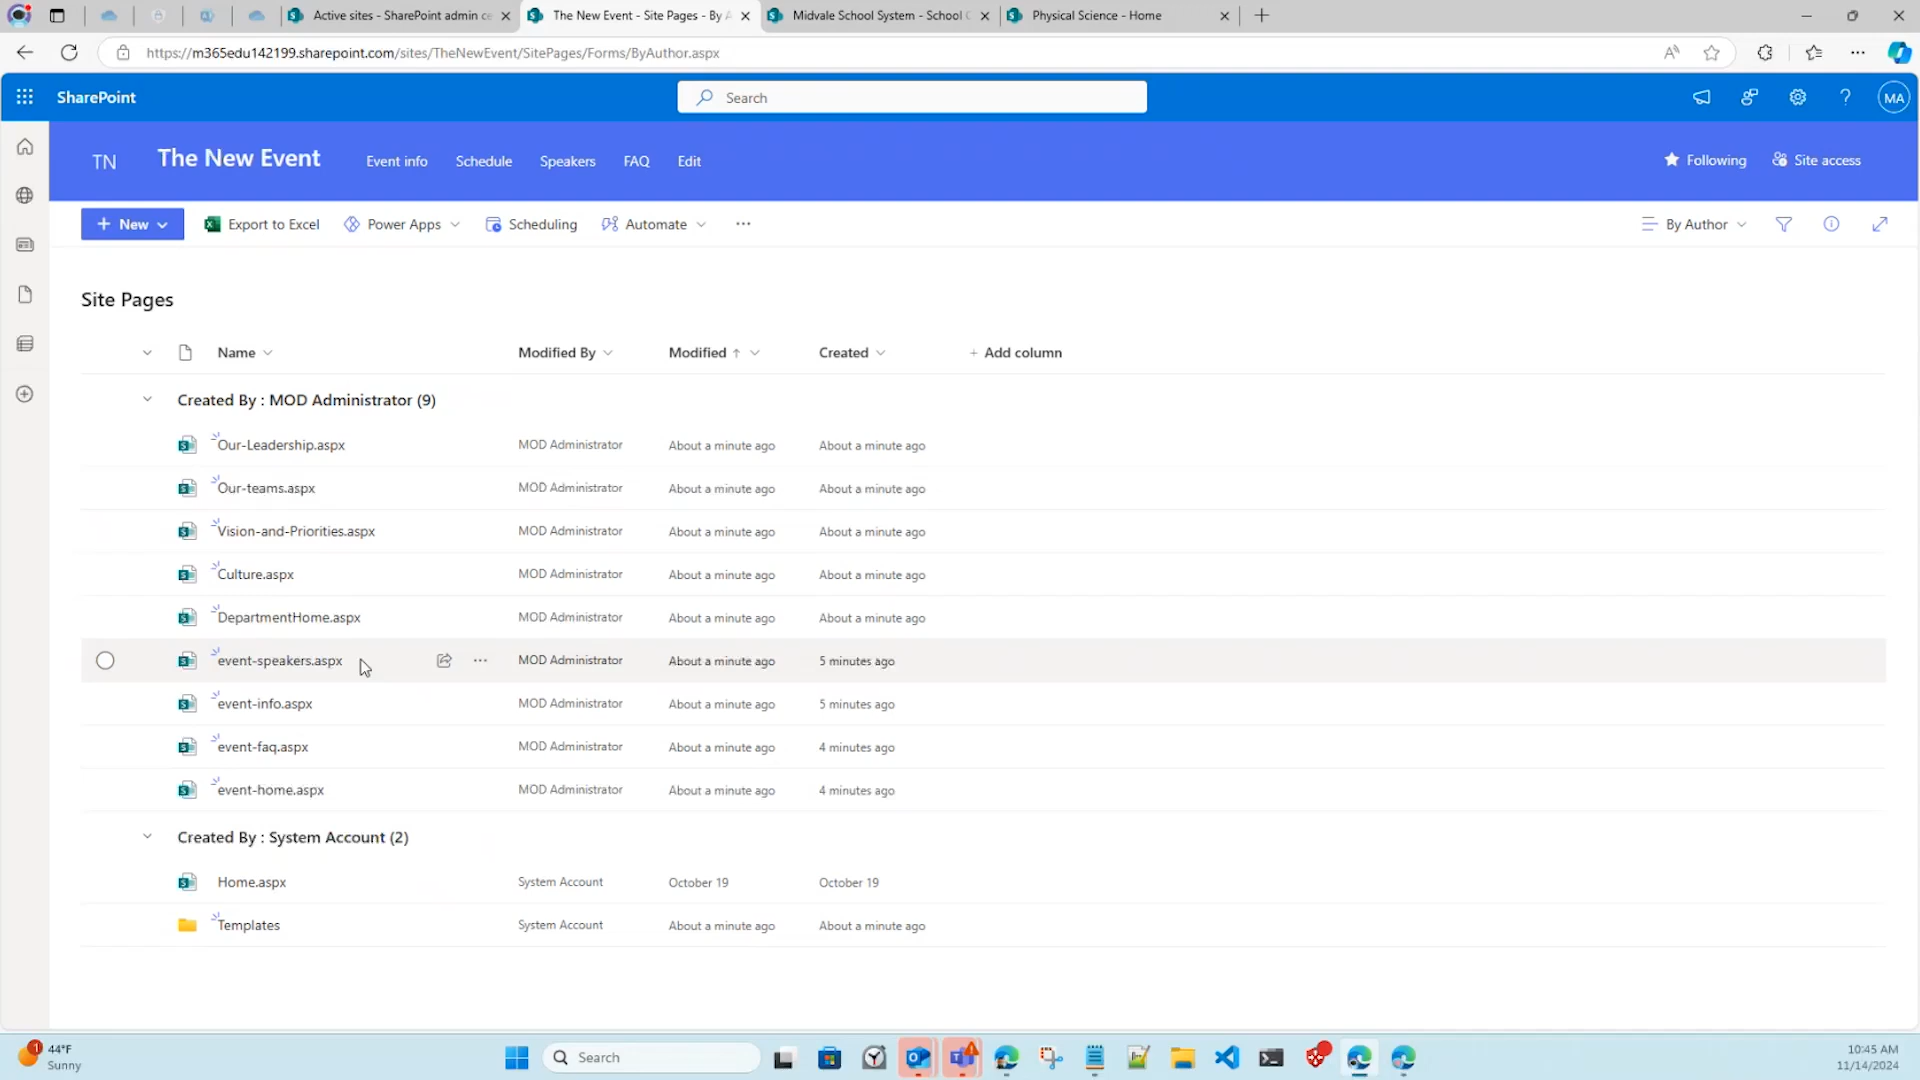 Active sites - SharePoint admin ce
The New Event - Site Pages - By A
Midvale School System - School C
Physical Science - Home
https://m365edu142199.sharepoint.com/sites/TheNewEvent/SitePages/Forms/ByAuthor.aspx
SharePoint
Search
MA
TN
The New Event
Event info
Schedule
Speakers
FAQ
Edit
Following
Site access
New
Export to Excel
Power Apps
Scheduling
Automate
By Author
Site Pages
Name
Modified By
Modified
Created
Add column
Created By : MOD Administrator (9)
Our-Leadership.aspx MOD Administrator About a minute ago About a minute ago
Our-teams.aspx MOD Administrator About a minute ago About a minute ago
Vision-and-Priorities.aspx MOD Administrator About a minute ago About a minute ago
Culture.aspx MOD Administrator About a minute ago About a minute ago
DepartmentHome.aspx MOD Administrator About a minute ago About a minute ago
event-speakers.aspx MOD Administrator About a minute ago 5 minutes ago
event-info.aspx MOD Administrator About a minute ago 5 minutes ago
event-faq.aspx MOD Administrator About a minute ago 4 minutes ago
event-home.aspx MOD Administrator About a minute ago 4 minutes ago
Created By : System Account (2)
Home.aspx System Account October 19 October 19
Templates System Account About a minute ago About a minute ago
1
44°F
Sunny
Search
10:45 AM
11/14/2024